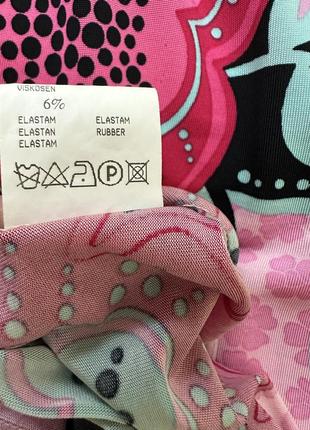 VISKOSEN
6%
ELASTAM ELASTAM
ELASTAN RUBBER
ELASTAM
P